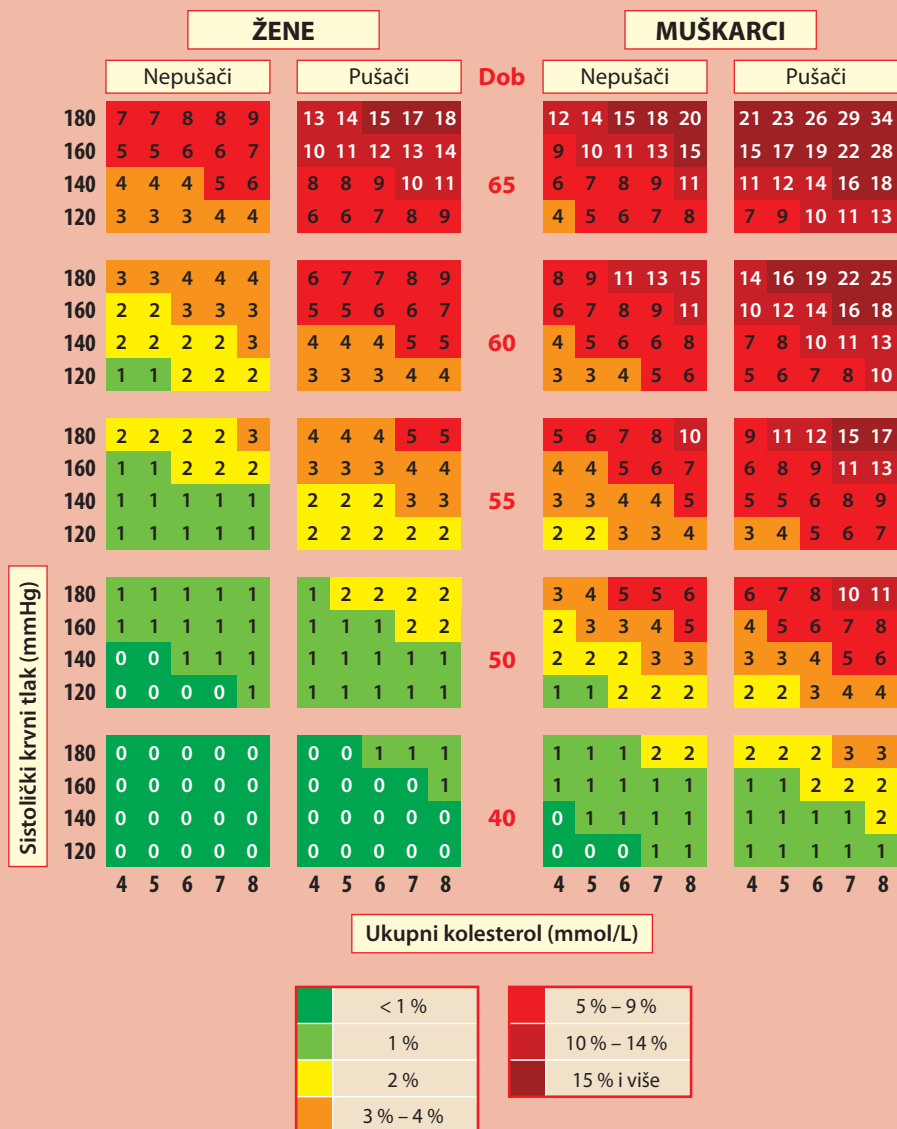 ŽENE MUŠKARCI
Nepušači Pušači Dob Nepušači Pušači
180 7 7 8 8 9 13 14 15 17 18 12 14 15 18 20 21 23 26 29 34
160 5 5 6 6 7 10 11 12 13 14 9 10 11 13 15 15 17 19 22 28
140 4 4 4 5 6 8 8 9 10 11 65 6 7 8 9 11 11 12 14 16 18
120 3 3 3 4 4 6 6 7 8 9 4 5 6 7 8 7 9 10 11 13
180 3 3 4 4 4 6 7 7 8 9 8 9 11 13 15 14 16 19 22 25
160 2 2 3 3 3 5 5 6 6 7 6 7 8 9 11 10 12 14 16 18
140 2 2 2 2 3 4 4 4 5 5 60 4 5 6 6 8 7 8 10 11 13
120 1 1 2 2 2 3 3 3 4 4 3 3 4 5 6 5 6 7 8 10
180 2 2 2 2 3 4 4 4 5 5 5 6 7 8 10 9 11 12 15 17
160 1 1 2 2 2 3 3 3 4 4 4 4 5 6 7 6 8 9 11 13
140 1 1 1 1 1 2 2 2 3 3 55 3 3 4 4 5 5 5 6 8 9
120 1 1 1 1 1 2 2 2 2 2 2 2 3 3 4 3 4 5 6 7
Sistolički krvni tlak (mmHg)
180 1 1 1 1 1 1 2 2 2 2 3 4 5 5 6 6 7 8 10 11
160 1 1 1 1 1 1 1 1 2 2 2 3 3 4 5 4 5 6 7 8
140 0 0 1 1 1 1 1 1 1 1 50 2 2 2 3 3 3 3 4 5 6
120 0 0 0 0 1 1 1 1 1 1 1 1 2 2 2 2 2 3 4 4
180 0 0 0 0 0 0 0 1 1 1 1 1 1 2 2 2 2 2 3 3
160 0 0 0 0 0 0 0 0 0 1 1 1 1 1 1 1 1 2 2 2
140 0 0 0 0 0 0 0 0 0 0 40 0 1 1 1 1 1 1 1 1 2
120 0 0 0 0 0 0 0 0 0 0 0 0 0 1 1 1 1 1 1 1
4 5 6 7 8 4 5 6 7 8 4 5 6 7 8 4 5 6 7 8
Ukupni kolesterol (mmol/L)
< 1 % 5 % – 9 %
1 % 10 % – 14 %
2 % 15 % i više
3 % – 4 %